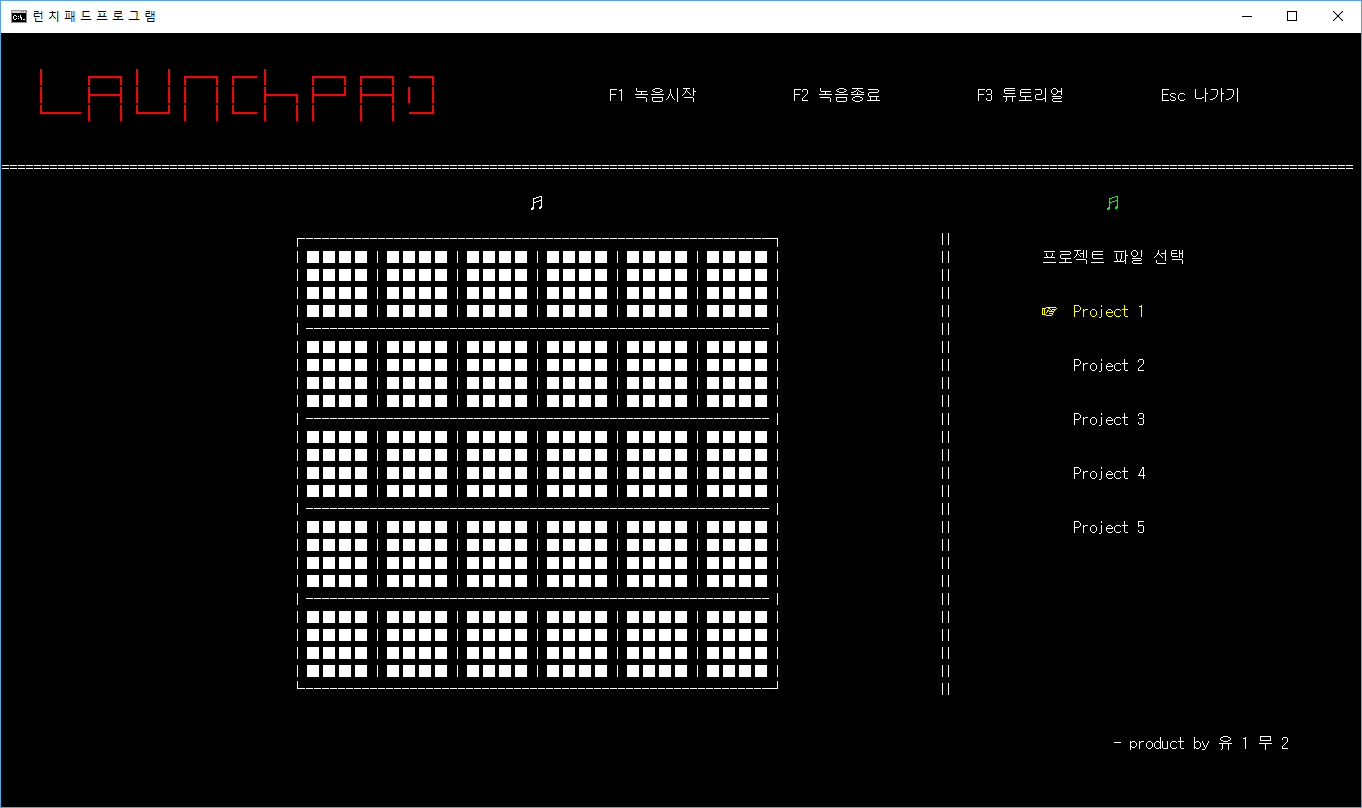 런 치 패 드 프 로 그 램
LAUNChPAD
F1 녹음시작 F2 녹음종료 F3 튜토리얼 Esc 나가기
프로젝트 파일 선택
☞ Project 1
Project 2
Project 3
Project 4
Project 5
- product by 유 1 무 2